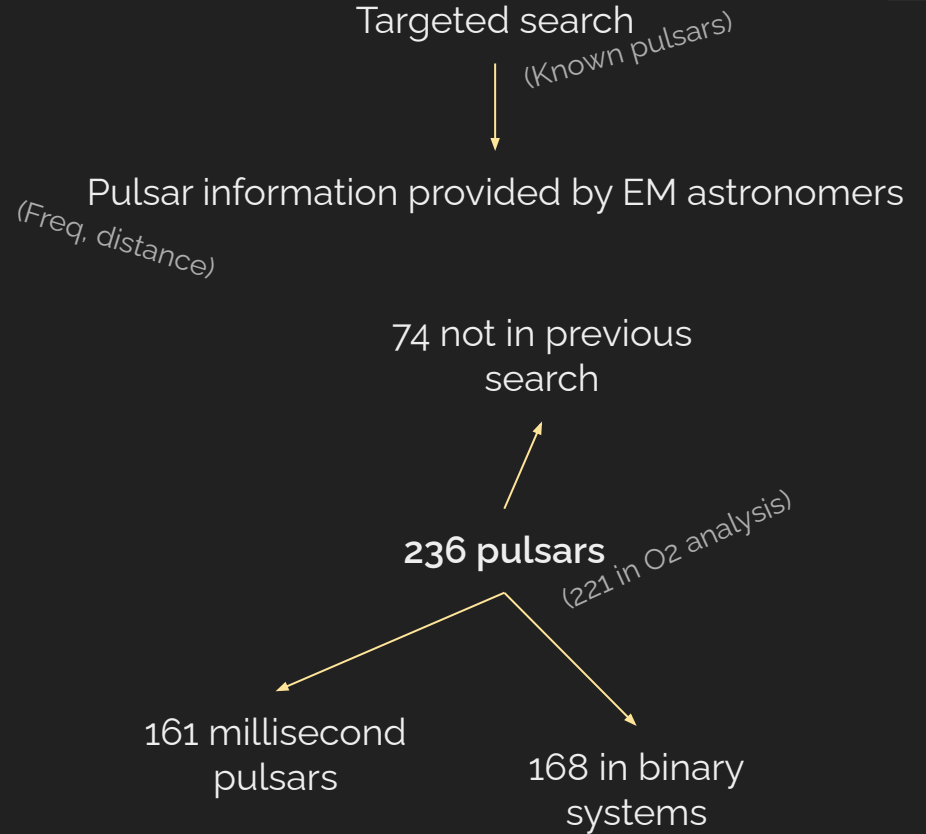 Targeted search
(Known pulsars)
Pulsar information provided by EM astronomers
(Freq, distance)
74 not in previous
search
236 pulsars
(221 in O2 analysis)
161 millisecond
pulsars
168 in binary
systems